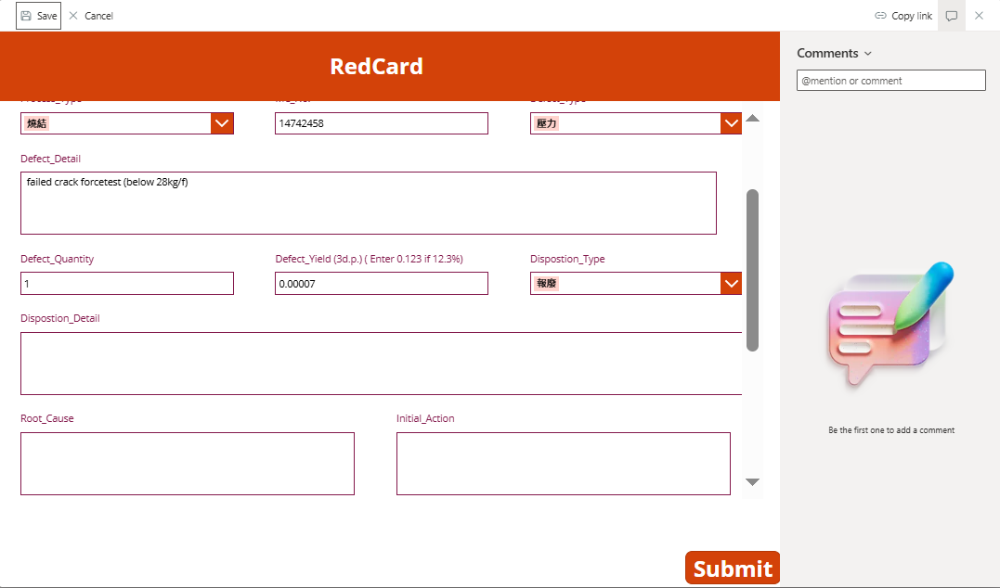 Save
Cancel
Copy link
RedCard
Comments
@mention or comment
燒結
14742458
壓力
Defect_Detail
failed crack forcetest (below 28kg/f)
Defect_Quantity
Defect_Yield (3d.p.) ( Enter 0.123 if 12.3%)
Dispostion_Type
1
0.00007
報廢
Dispostion_Detail
Root_Cause
Initial_Action
Be the first one to add a comment
Submit